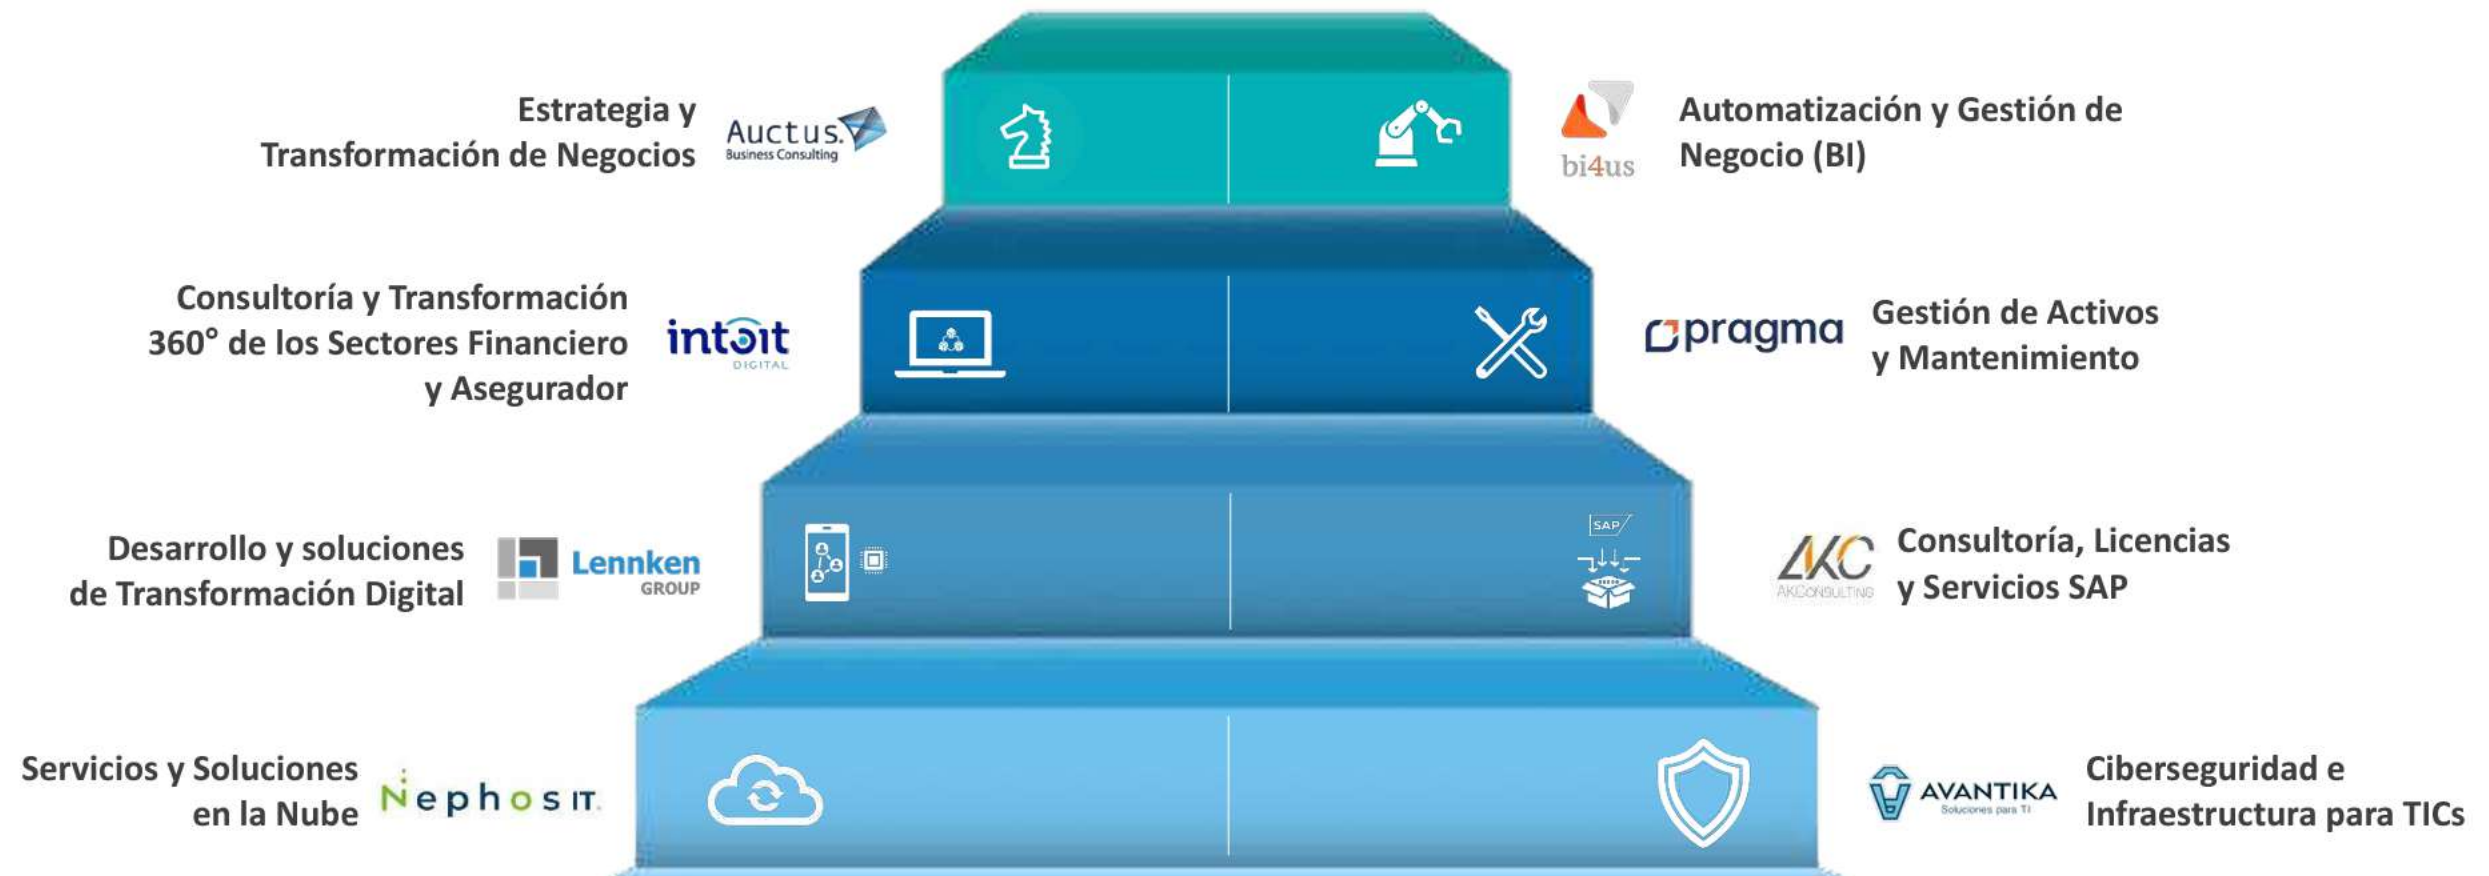 Estrategia y
Transformación de Negocios
Auctus.
Business Consulting
bi4us
Automatización y Gestión de
Negocio (BI)
Consultoría y Transformación
360° de los Sectores Financiero
y Asegurador
intoit
DIGITAL
pragma
Gestión de Activos
y Mantenimiento
Desarrollo y soluciones
de Transformación Digital
Lennken
GROUP
SAP
AKC
AKCONSULTING
Consultoría, Licencias
y Servicios SAP
Servicios y Soluciones
en la Nube
Nephos IT.
AVANTIKA
Soluciones para TI
Ciberseguridad e
Infraestructura para TICs